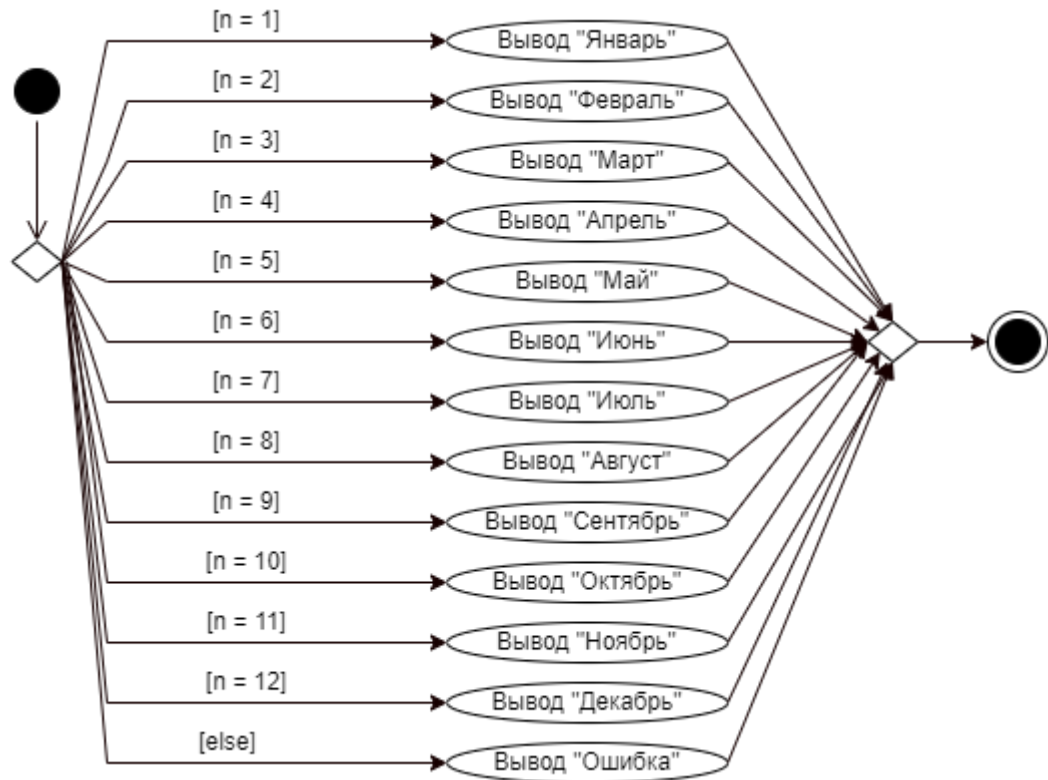 [n = 1]
Вывод "Январь"
[n = 2]
Вывод "Февраль"
[n = 3]
Вывод "Март"
[n = 4]
Вывод "Апрель"
[n = 5]
Вывод "Май"
[n = 6]
Вывод "Июнь"
[n = 7]
Вывод "Июль"
[n = 8]
Вывод "Август"
[n = 9]
Вывод "Сентябрь"
[n = 10]
Вывод "Октябрь"
[n = 11]
Вывод "Ноябрь"
[n = 12]
Вывод "Декабрь"
[else]
Вывод "Ошибка"